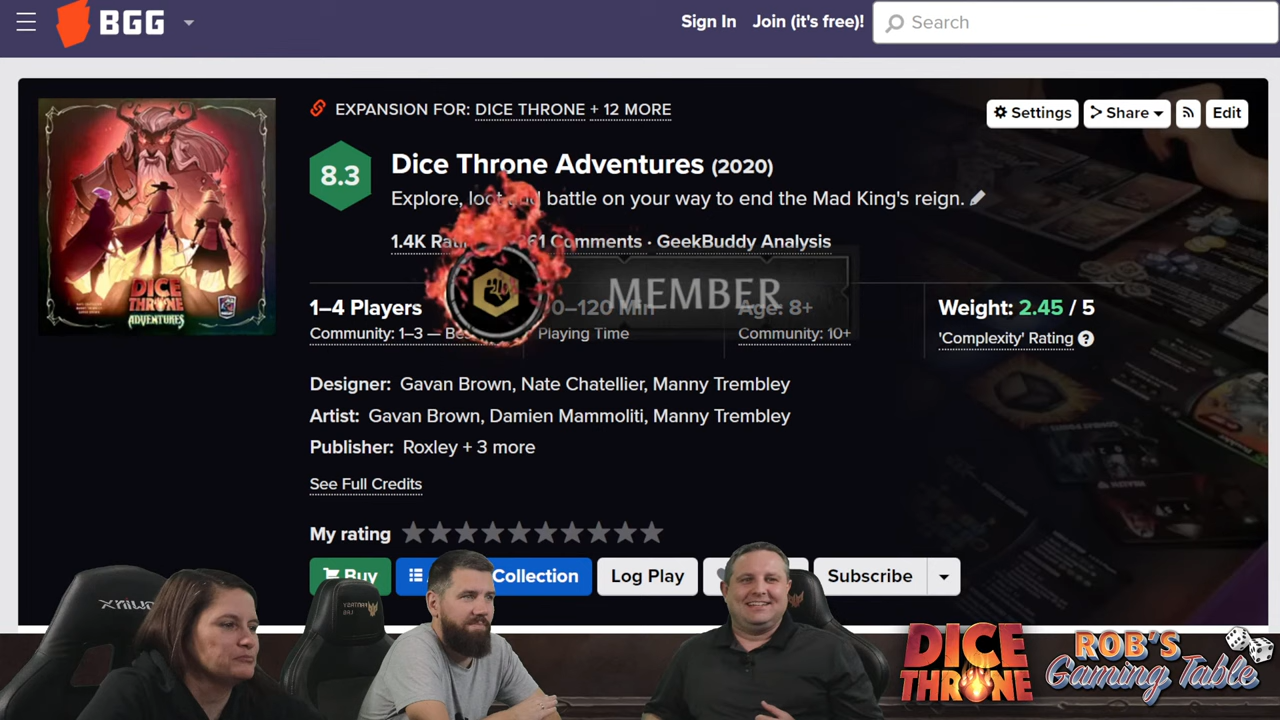 BGG
Sign In Join (it's free)! Search
EXPANSION FOR: DICE THRONE + 12 MORE
Settings Share Edit
8.3
Dice Throne Adventures (2020)
Explore, loot and battle on your way to end the Mad King's reign.
1.4K Comments · GeekBuddy Analysis
MEMBER
1–4 Players Age: 8+ Weight: 2.45 / 5
Community: 1–3 — Playing Time Community: 10+ 'Complexity' Rating ?
Designer: Gavan Brown, Nate Chatellier, Manny Trembley
Artist: Gavan Brown, Damien Mammoliti, Manny Trembley
Publisher: Roxley + 3 more
See Full Credits
My rating
Buy Collection Log Play Subscribe
DICE THRONE ADVENTURES
DICE THRONE
ROB'S Gaming Table